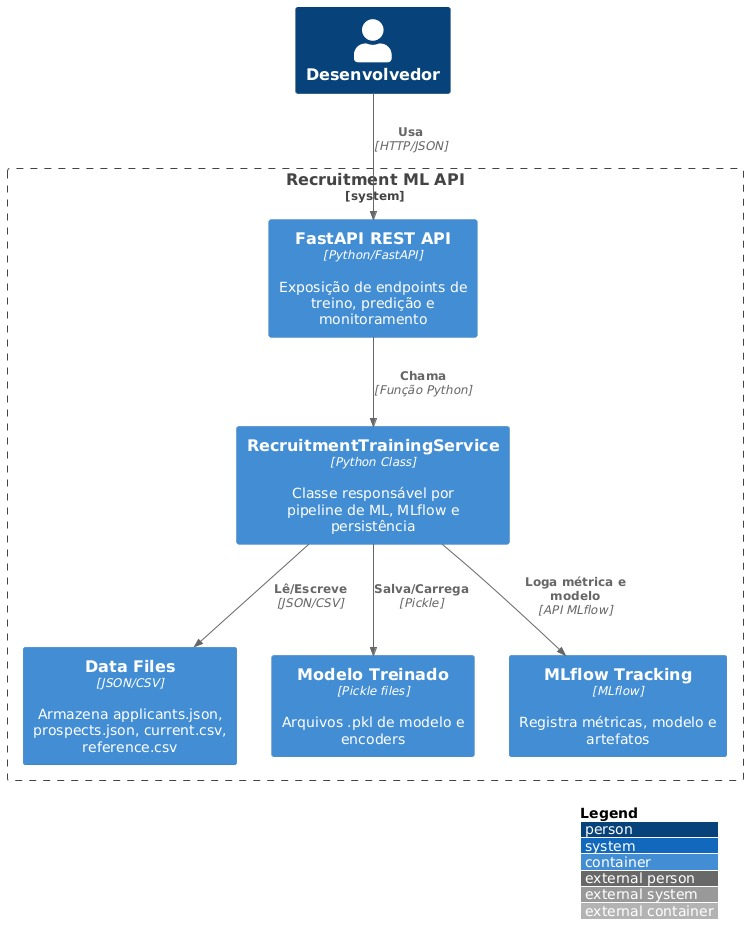 Desenvolvedor
Usa
[HTTP/JSON]
Recruitment ML API
[system]
FastAPI REST API
[Python/FastAPI]
Exposição de endpoints de
treino, predição e
monitoramento
Chama
[Função Python]
RecruitmentTrainingService
[Python Class]
Classe responsável por
pipeline de ML, MLflow e
persistência
Lê/Escreve
[JSON/CSV]
Salva/Carrega
[Pickle]
Loga métrica e
modelo
[API MLflow]
Data Files
[JSON/CSV]
Armazena applicants.json,
prospects.json, current.csv,
reference.csv
Modelo Treinado
[Pickle files]
Arquivos .pkl de modelo e
encoders
MLflow Tracking
[MLflow]
Registra métricas, modelo e
artefatos
Legend
person
system
container
external person
external system
external container